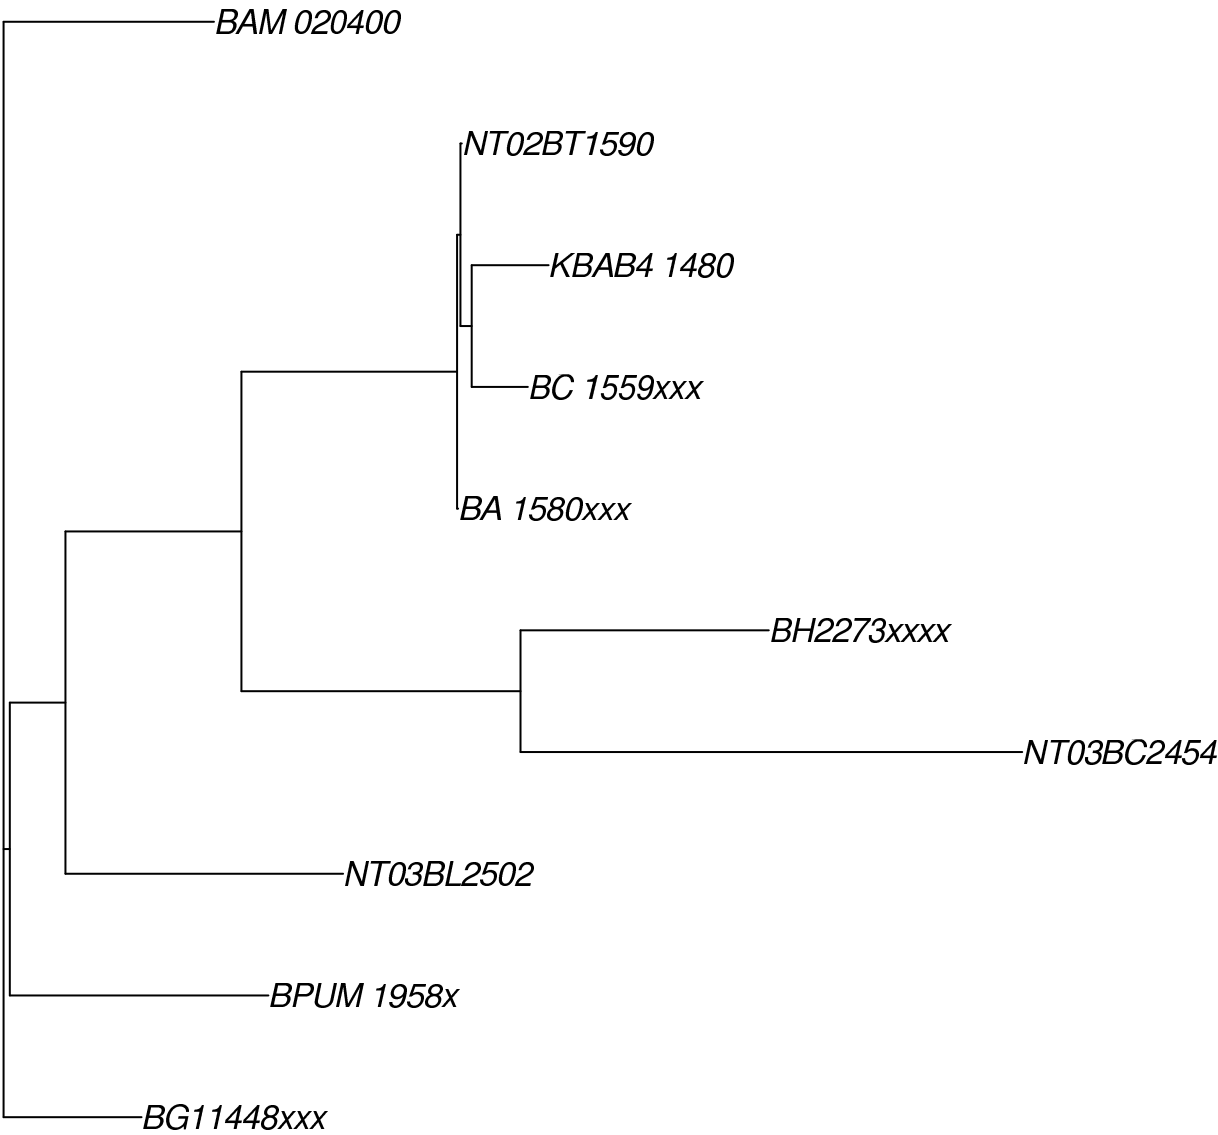 BAM 020400
NT02BT1590
KBAB4 1480
BC 1559xxx
BA 1580xxx
BH2273xxxx
NT03BC2454
NT03BL2502
BPUM 1958x
BG11448xxx